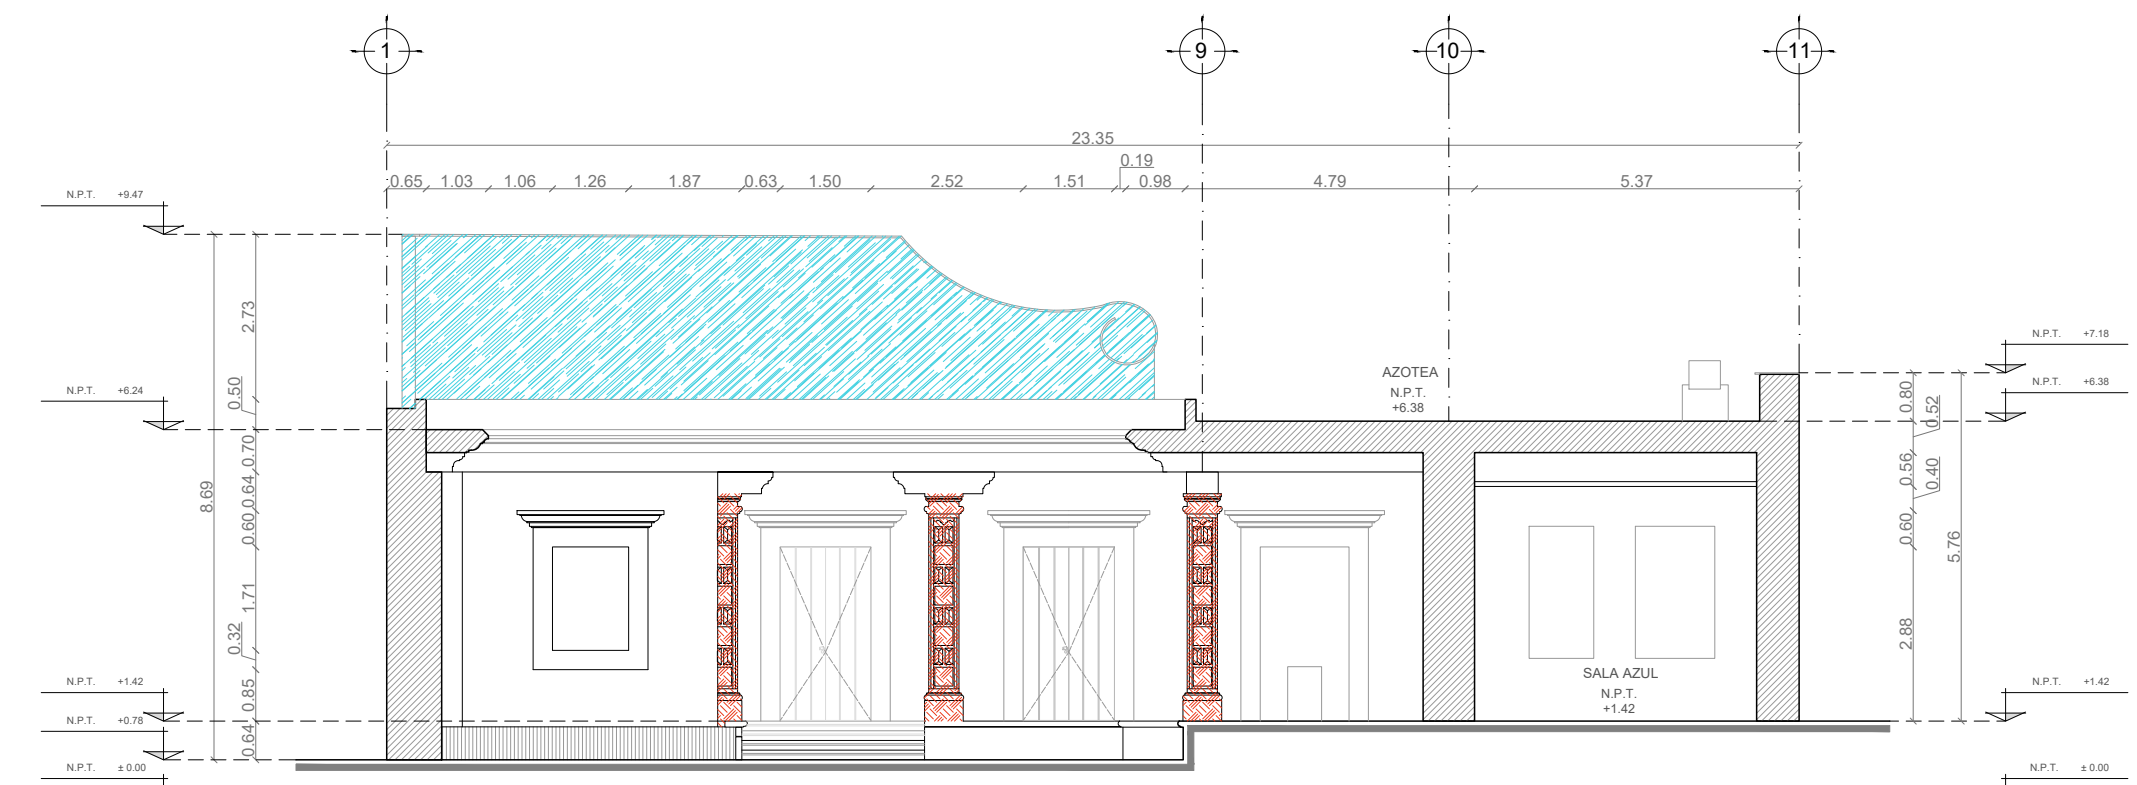 1
9
10
11
23.35
0.19
0.65 1.03 1.06 1.26 1.87 0.63 1.50 2.52 1.51 0.98 4.79 5.37
N.P.T. +9.47
N.P.T. +6.24
N.P.T. +1.42
N.P.T. +0.78
N.P.T. ± 0.00
8.69
2.73
0.50
0.70
0.64
0.60
1.71
0.32
0.85
0.64
AZOTEA
N.P.T.
+6.38
SALA AZUL
N.P.T.
+1.42
0.80
0.52
0.56
0.40
0.60
2.88
5.76
N.P.T. +7.18
N.P.T. +6.38
N.P.T. +1.42
N.P.T. ± 0.00